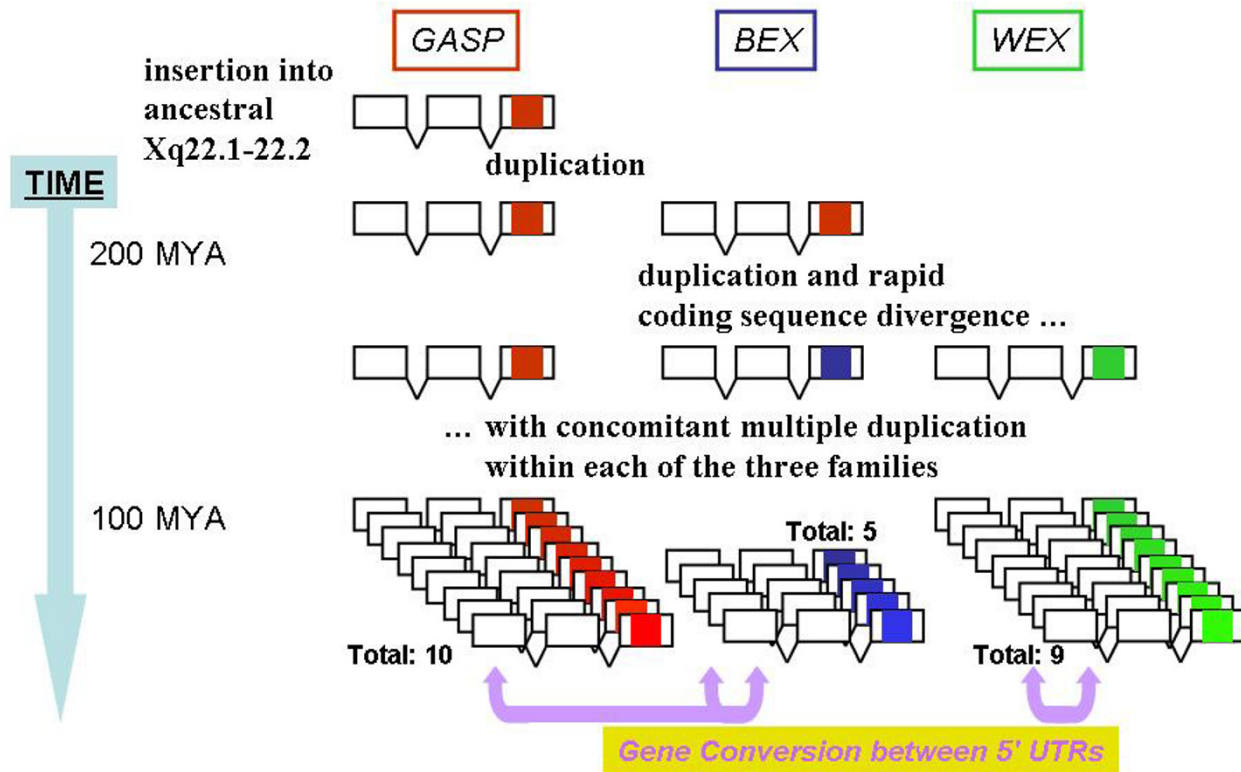 GASP
BEX
WEX
insertion into
ancestral
Xq22.1-22.2
duplication
TIME
200 MYA
duplication and rapid
coding sequence divergence ...
... with concomitant multiple duplication
within each of the three families
100 MYA
Total: 5
Total: 10
Total: 9
Gene Conversion between 5' UTRs